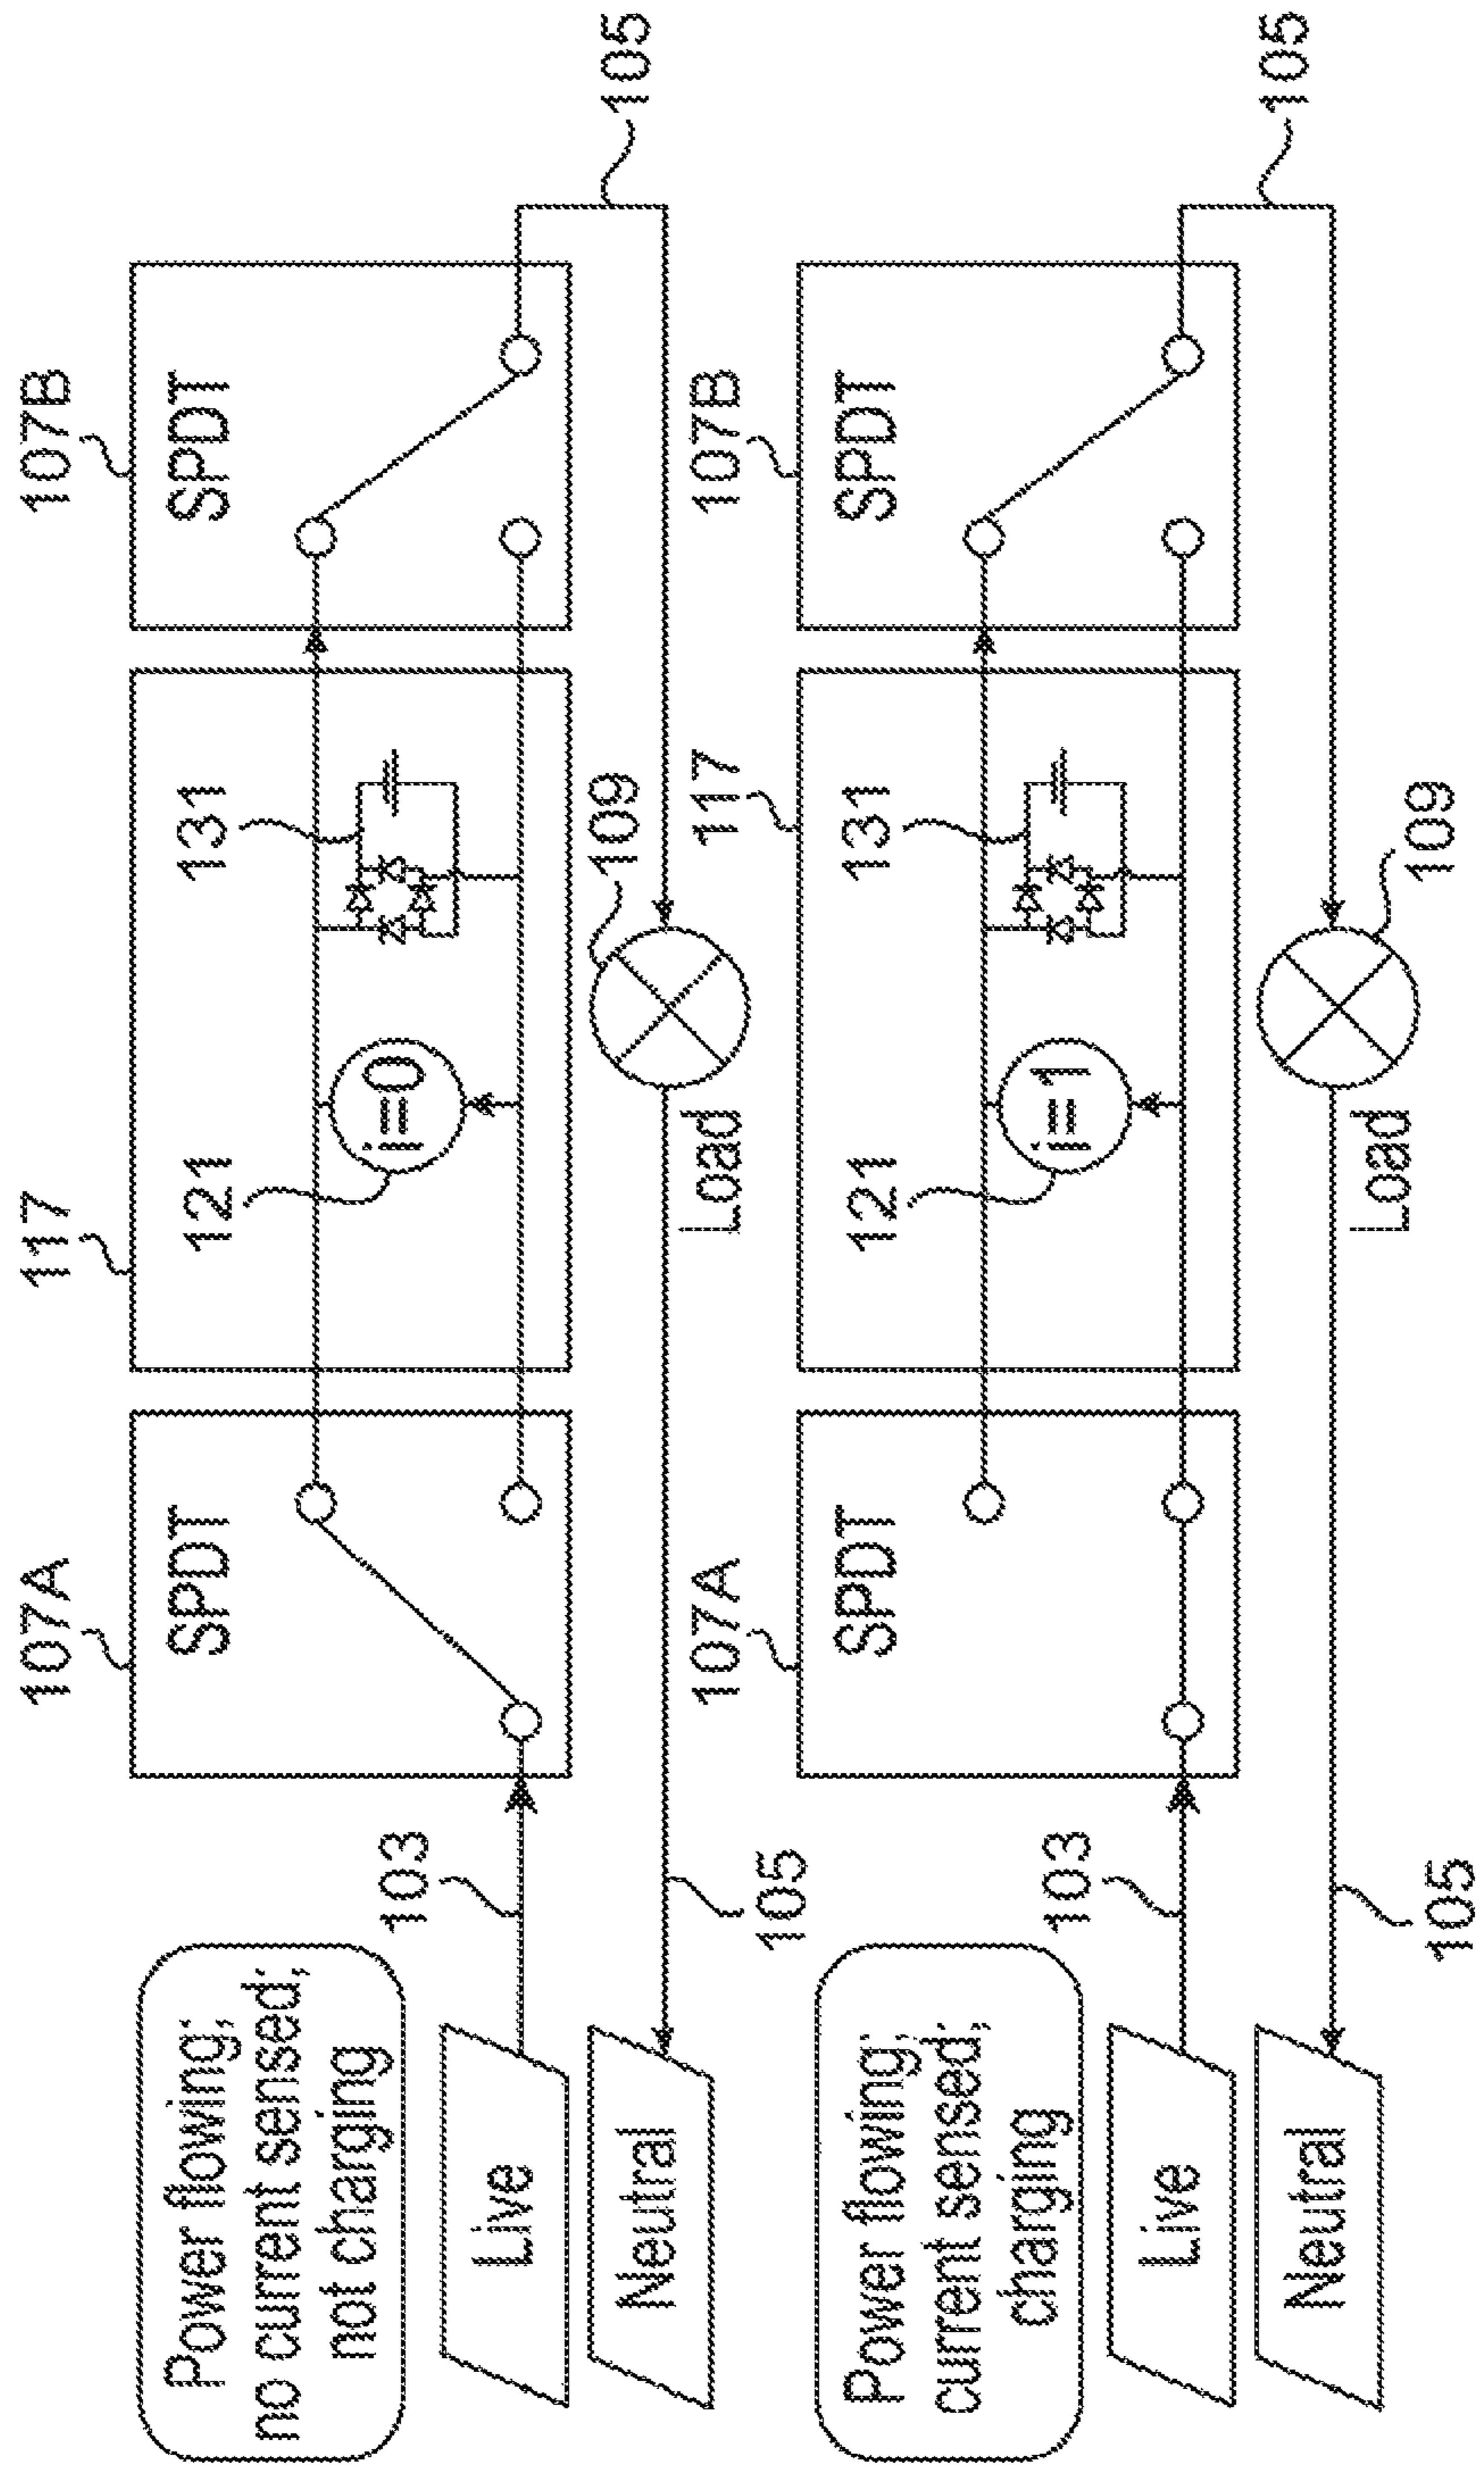 107A
117
107B
Power flowing;
no current sensed;
not charging
SPDT
121
131
SPDT
103
i=0
Live
Neutral
105
Load
109
105
107A
117
107B
Power flowing;
current sensed;
charging
SPDT
121
131
SPDT
103
i=1
Live
Neutral
105
Load
109
105